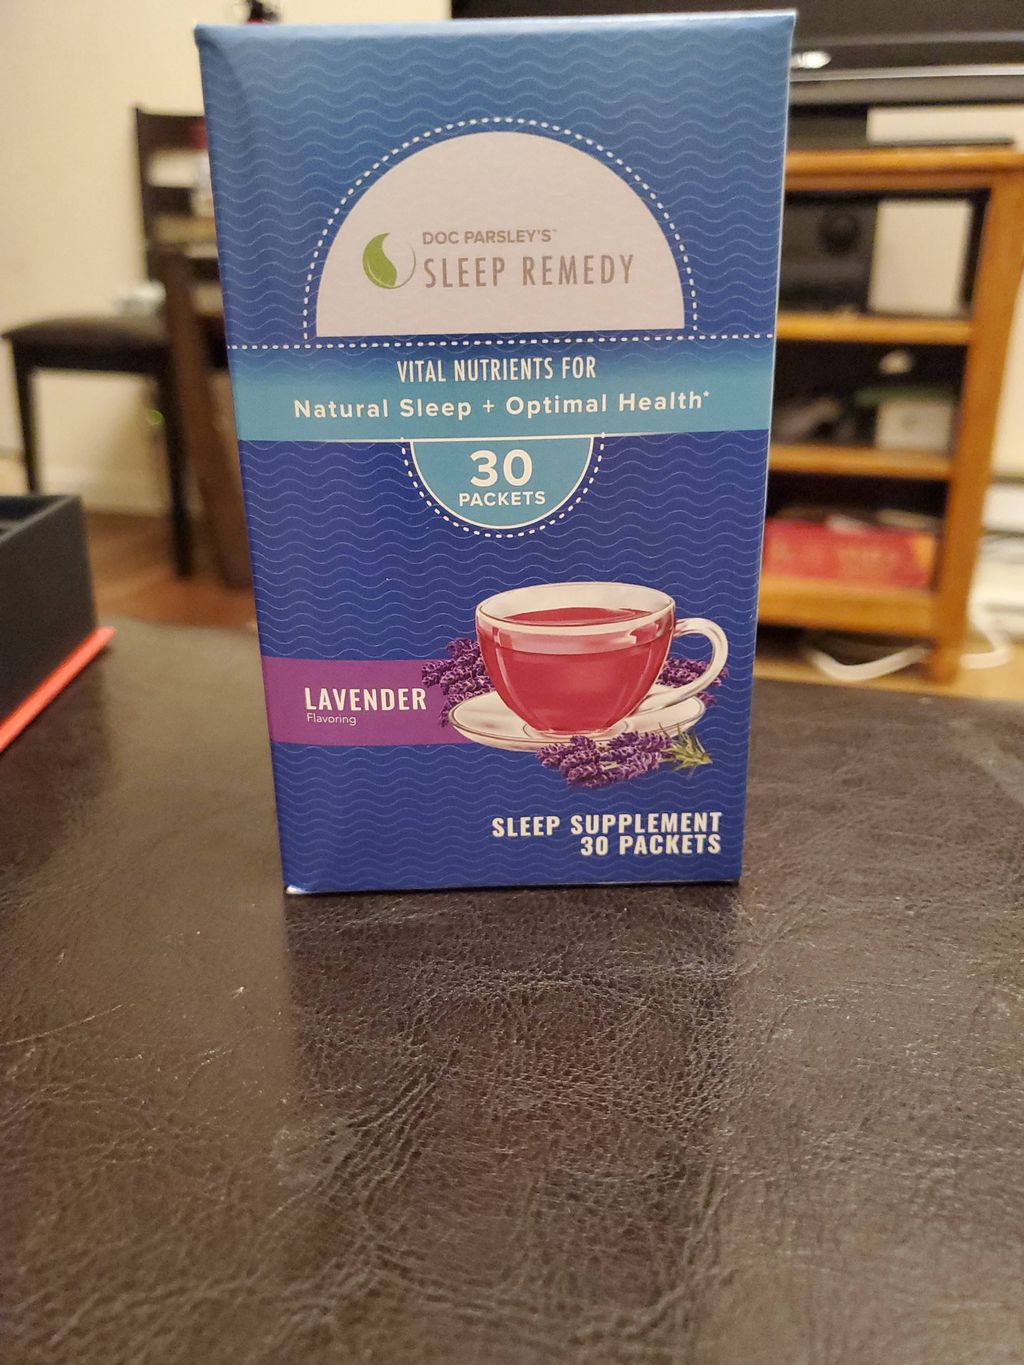 DOC PARSLEY'S™
SLEEP REMEDY
VITAL NUTRIENTS FOR
Natural Sleep + Optimal Health*
30
PACKETS
LAVENDER
Flavoring
SLEEP SUPPLEMENT
30 PACKETS